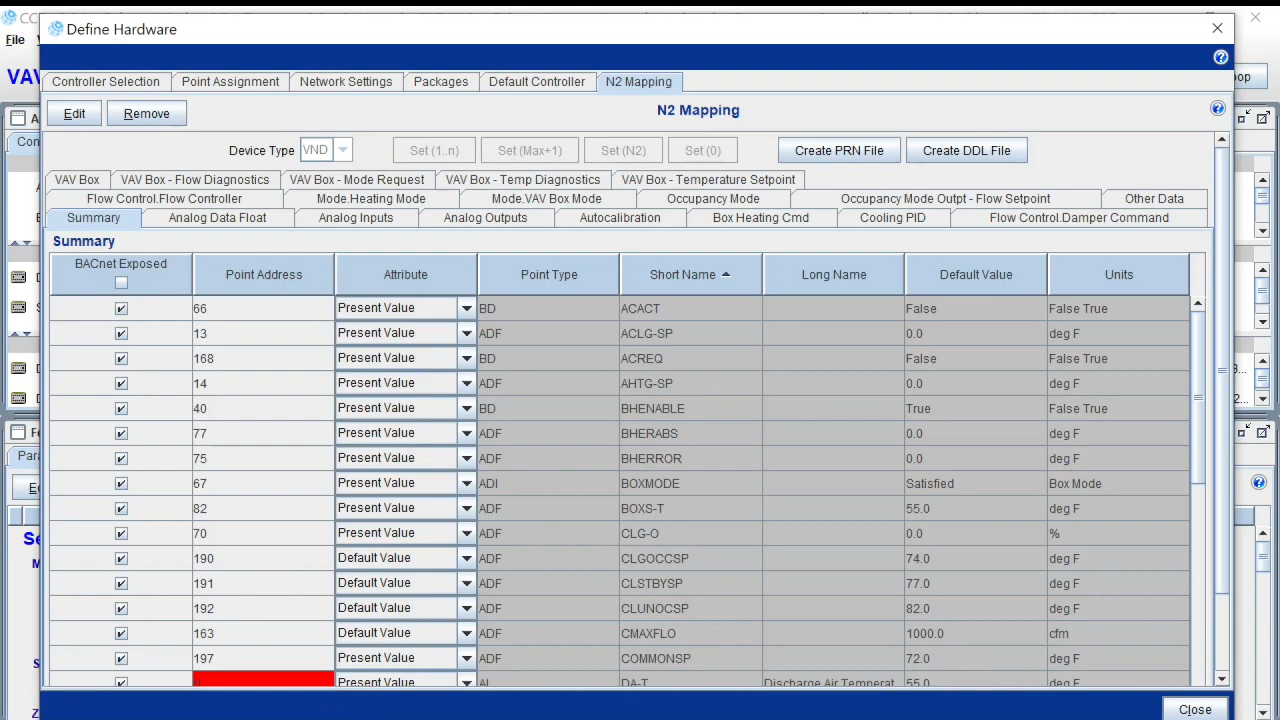 CC
Define Hardware
File
VAV
oop
Controller Selection Point Assignment Network Settings Packages Default Controller N2 Mapping
Edit Remove N2 Mapping
Device Type VND Set (1..n) Set (Max+1) Set (N2) Set (0) Create PRN File Create DDL File
VAV Box VAV Box - Flow Diagnostics VAV Box - Mode Request VAV Box - Temp Diagnostics VAV Box - Temperature Setpoint
Flow Control.Flow Controller Mode.Heating Mode Mode.VAV Box Mode Occupancy Mode Occupancy Mode Outpt - Flow Setpoint Other Data
Summary Analog Data Float Analog Inputs Analog Outputs Autocalibration Box Heating Cmd Cooling PID Flow Control.Damper Command
Summary
BACnet Exposed Point Address Attribute Point Type Short Name Long Name Default Value Units
66 Present Value BD ACACT False False True
13 Present Value ADF ACLG-SP 0.0 deg F
168 Present Value BD ACREQ False False True
14 Present Value ADF AHTG-SP 0.0 deg F
40 Present Value BD BHENABLE True False True
77 Present Value ADF BHERABS 0.0 deg F
75 Present Value ADF BHERROR 0.0 deg F
67 Present Value ADI BOXMODE Satisfied Box Mode
82 Present Value ADF BOXS-T 55.0 deg F
70 Present Value ADF CLG-O 0.0 %
190 Default Value ADF CLGOCCSP 74.0 deg F
191 Default Value ADF CLSTBYSP 77.0 deg F
192 Default Value ADF CLUNOCSP 82.0 deg F
163 Default Value ADF CMAXFLO 1000.0 cfm
197 Present Value ADF COMMONSP 72.0 deg F
Present Value AI DA-T Discharge Air Temperat 55.0 deg F
Close